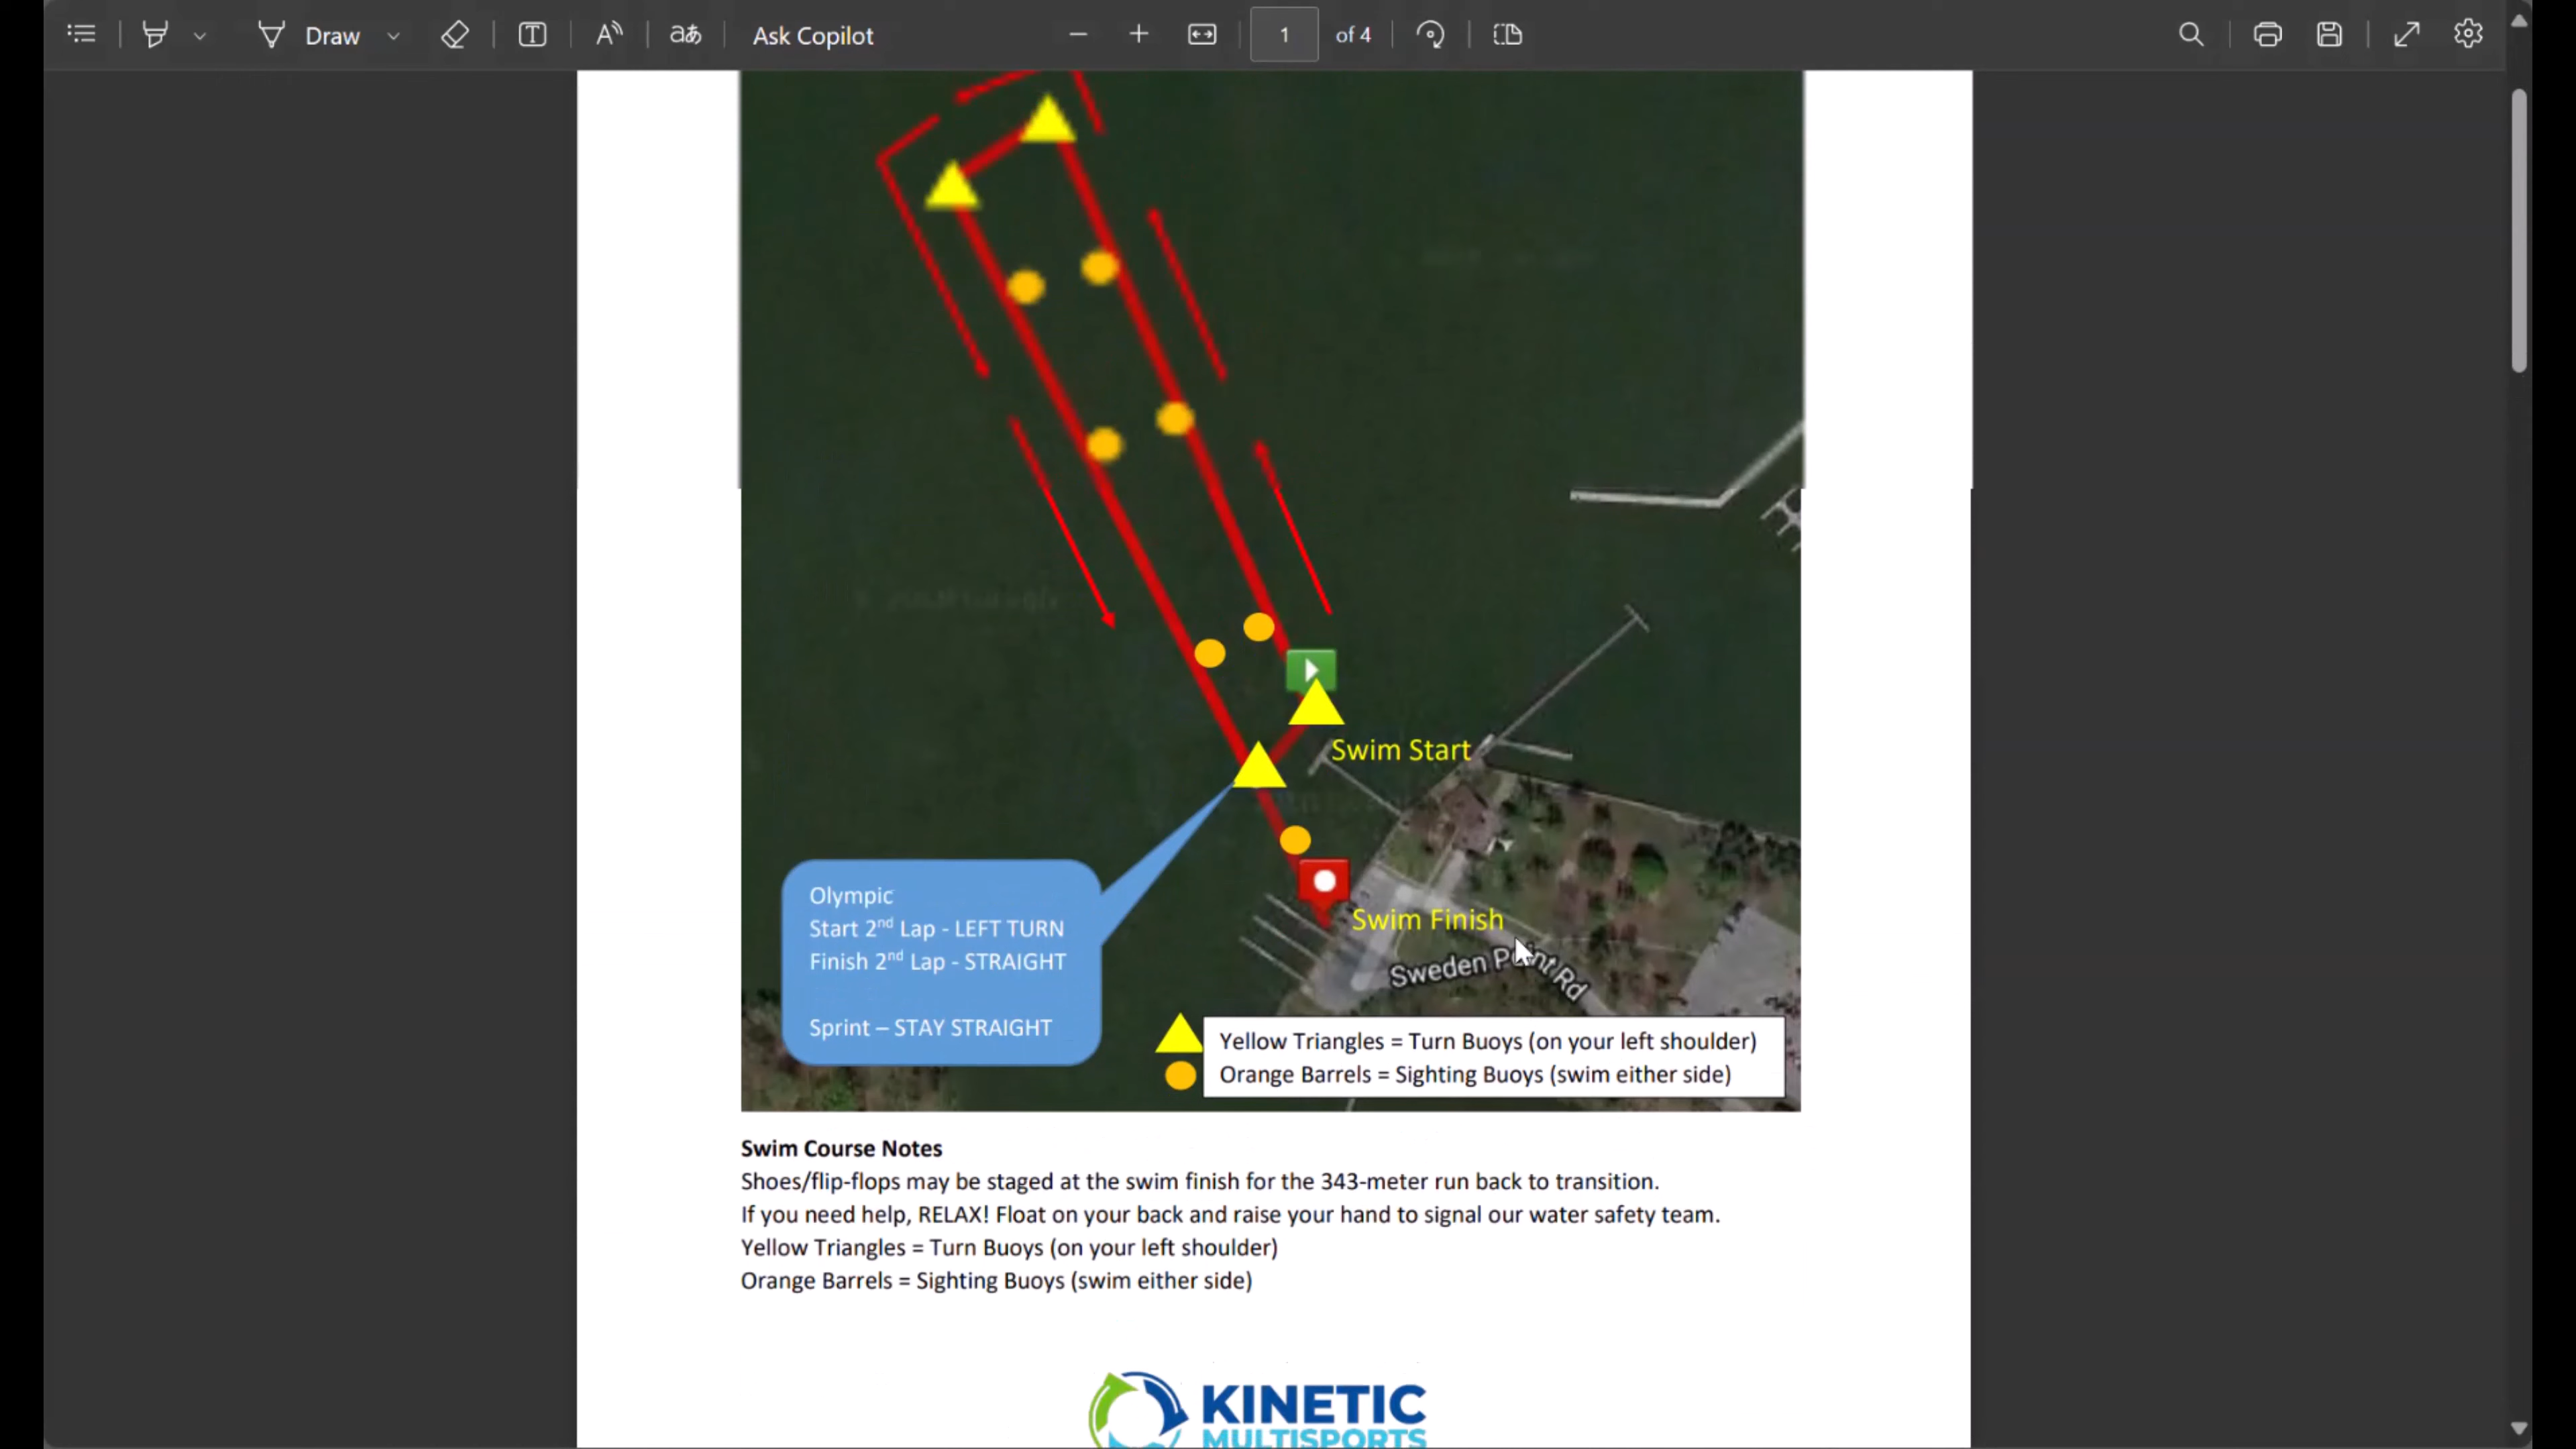 Draw
aあ
Ask Copilot
1
of 4
Swim Start
Olympic
Start 2nd Lap - LEFT TURN
Finish 2nd Lap - STRAIGHT
Sprint – STAY STRAIGHT
Swim Finish
Sweden Point Rd
Yellow Triangles = Turn Buoys (on your left shoulder)
Orange Barrels = Sighting Buoys (swim either side)
Swim Course Notes
Shoes/flip-flops may be staged at the swim finish for the 343-meter run back to transition.
If you need help, RELAX! Float on your back and raise your hand to signal our water safety team.
Yellow Triangles = Turn Buoys (on your left shoulder)
Orange Barrels = Sighting Buoys (swim either side)
KINETIC
MULTISPORTS